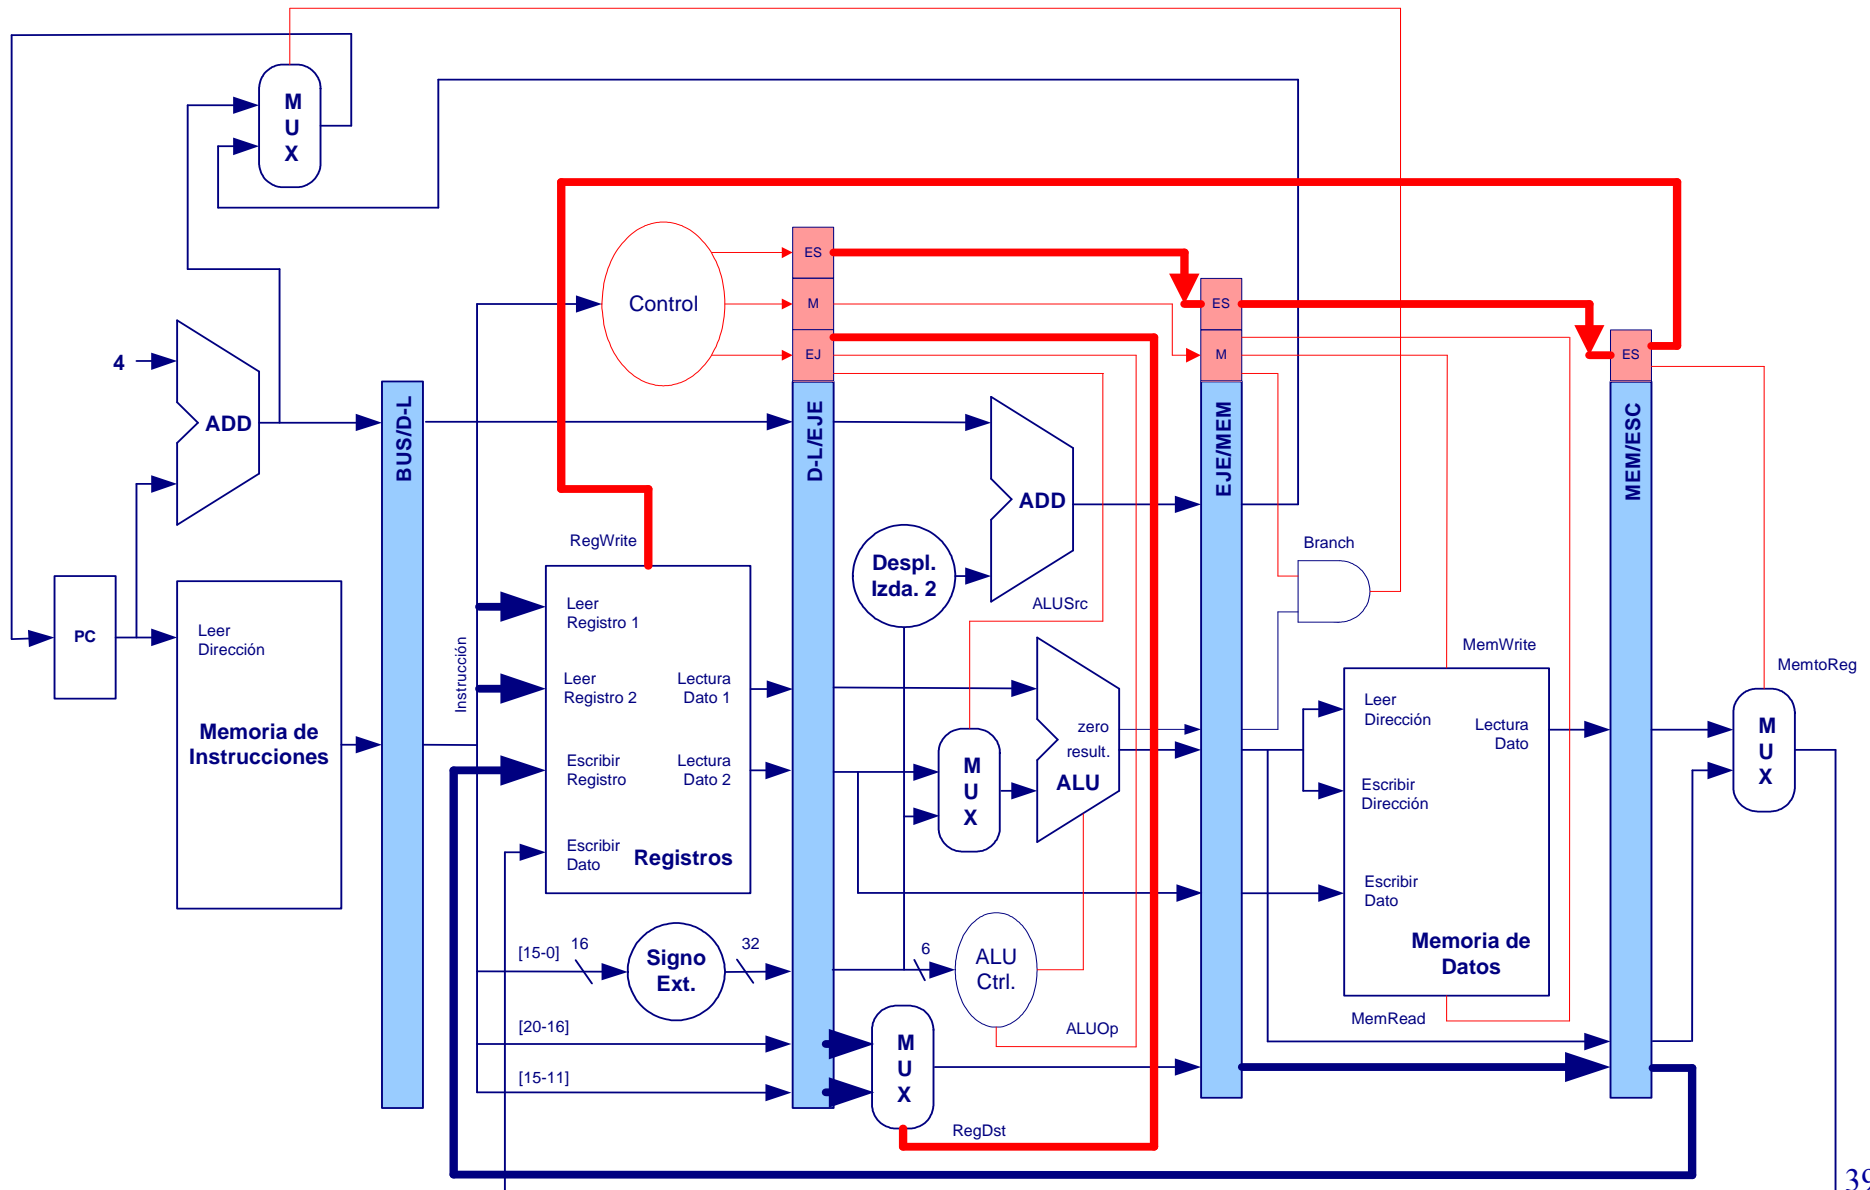 M
U
X
ES
Control
M
ES
EJ
M
ES
4
ADD
BUS/D-L
D-L/EJE
EJE/MEM
MEM/ESC
ADD
RegWrite
Branch
Despl.
Izda. 2
ALUSrc
PC
Leer
Dirección
Leer
Registro 1
Instrucción
Leer
Registro 2
Lectura
Dato 1
MemWrite
MemtoReg
Memoria de
Instrucciones
Leer
Dirección
Lectura
Dato
M
U
X
zero
result.
ALU
Escribir
Registro
Lectura
Dato 2
M
U
X
Escribir
Dirección
Escribir
Dato
Registros
Escribir
Dato
[15-0]
16
Signo
Ext.
32
6
ALU
Ctrl.
Memoria de
Datos
MemRead
ALUOp
[20-16]
[15-11]
M
U
X
RegDst
39